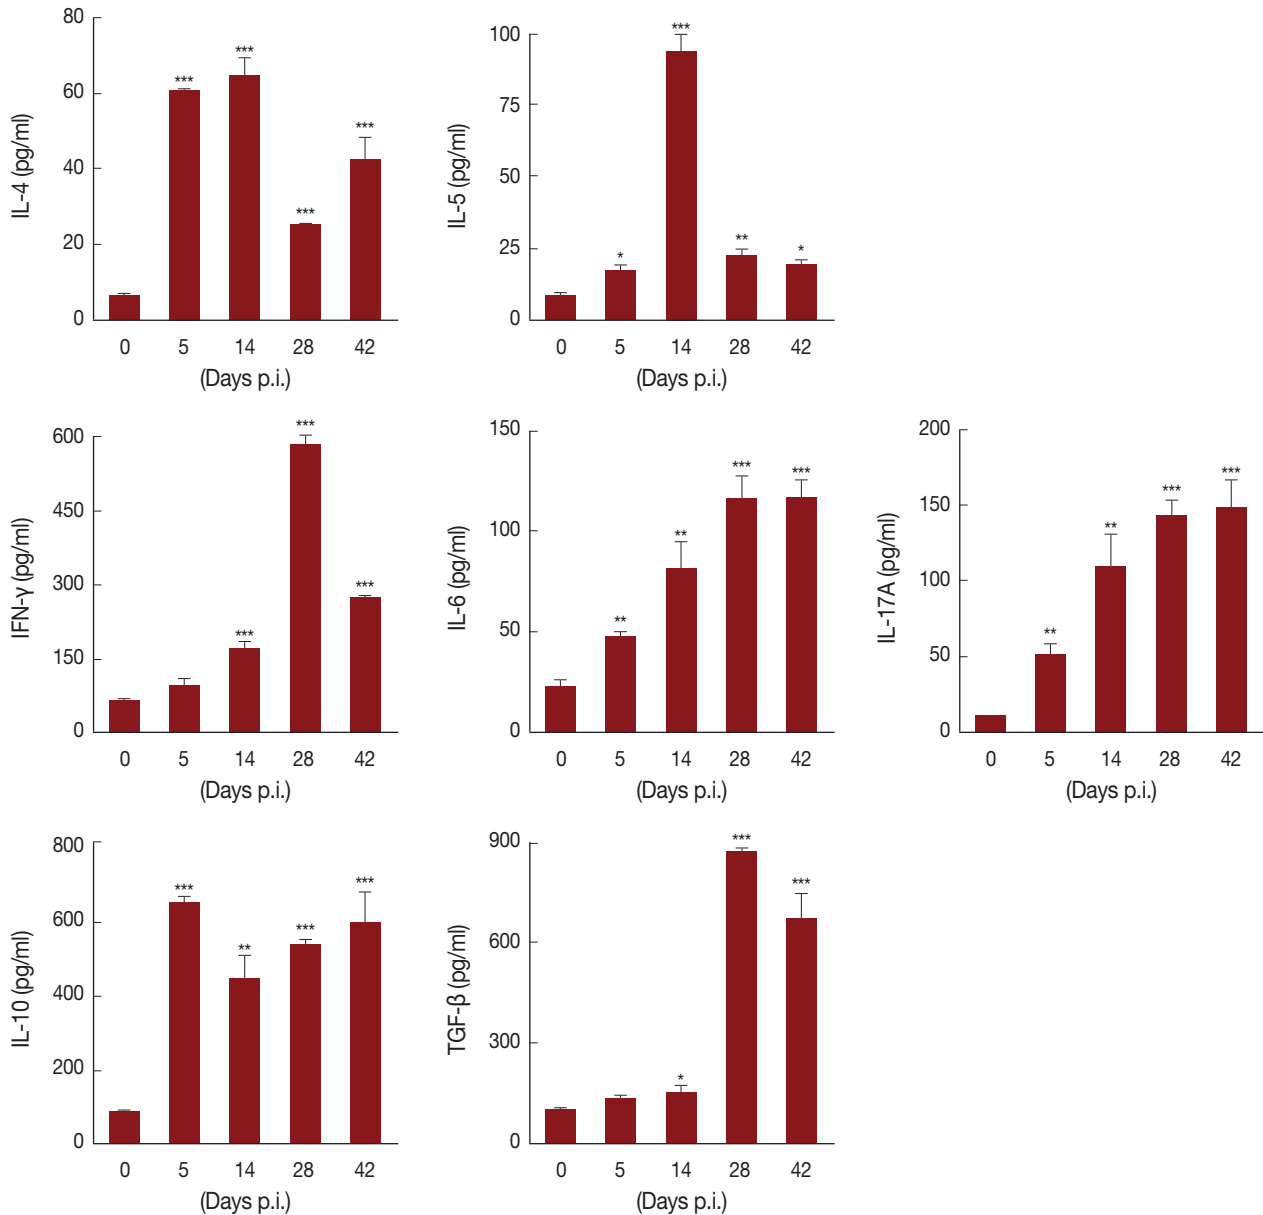 IL-4 (pg/ml)
80
60
40
20
0
***
***
***
***
0 5 14 28 42
(Days p.i.)
IL-5 (pg/ml)
100
75
50
25
0
*
***
**
*
0 5 14 28 42
(Days p.i.)
IFN-γ (pg/ml)
600
450
300
150
0
***
***
***
0 5 14 28 42
(Days p.i.)
IL-6 (pg/ml)
150
100
50
0
**
**
***
***
0 5 14 28 42
(Days p.i.)
IL-17A (pg/ml)
200
150
100
50
0
**
**
***
***
0 5 14 28 42
(Days p.i.)
IL-10 (pg/ml)
800
600
400
200
0
***
**
***
***
0 5 14 28 42
(Days p.i.)
TGF-β (pg/ml)
900
600
300
0
*
***
***
0 5 14 28 42
(Days p.i.)